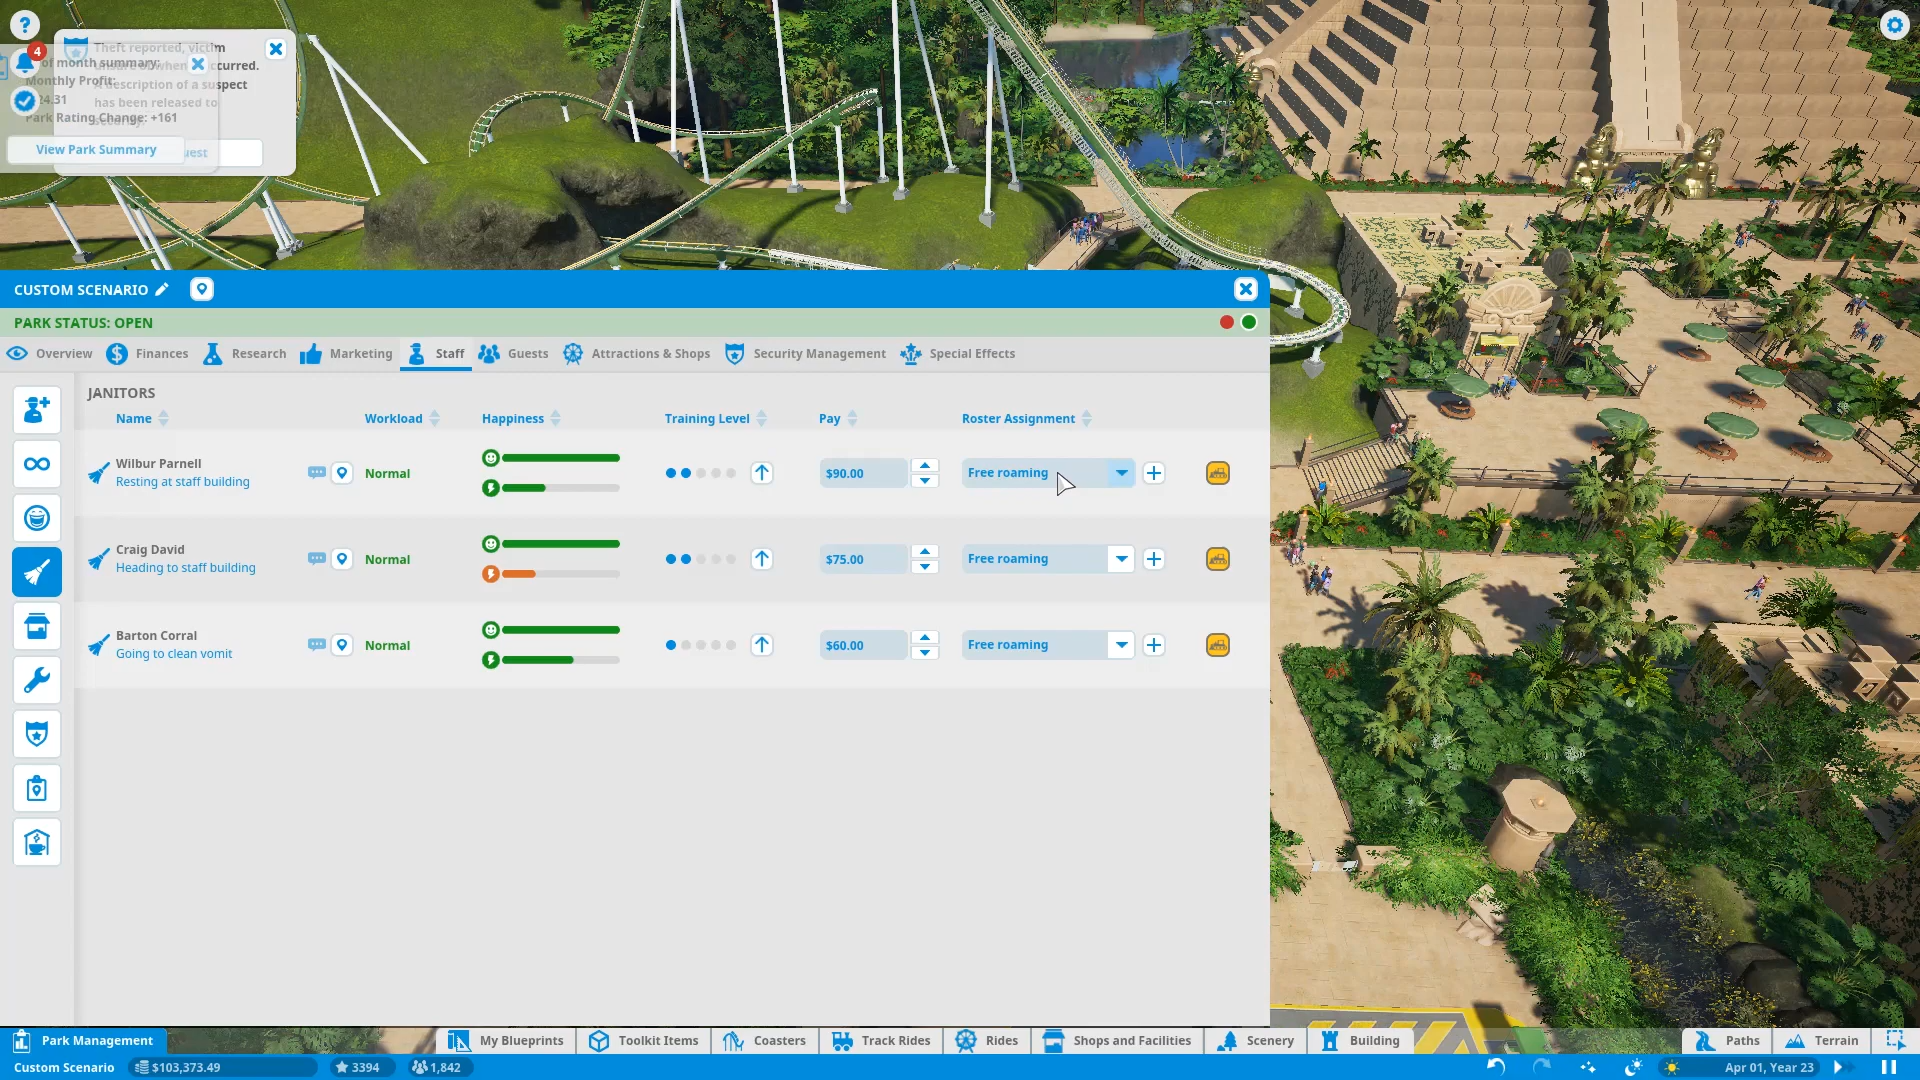 ?
4
Theft reported, victim
of month summary:
curred.
Monthly Profit:
A description of a suspect
24.31
has been released to
Park Rating Change: +161
View Park Summary
uest
CUSTOM SCENARIO
PARK STATUS: OPEN
Overview
Finances
Research
Marketing
Staff
Guests
Attractions & Shops
Security Management
Special Effects
JANITORS
Name
Workload
Happiness
Training Level
Pay
Roster Assignment
Wilbur Parnell
Resting at staff building
Normal
$90.00
Free roaming
Craig David
Heading to staff building
Normal
$75.00
Free roaming
Barton Corral
Going to clean vomit
Normal
$60.00
Free roaming
Park Management
My Blueprints
Toolkit Items
Coasters
Track Rides
Rides
Shops and Facilities
Scenery
Building
Paths
Terrain
Custom Scenario
$103,373.49
3394
1,842
Apr 01, Year 23